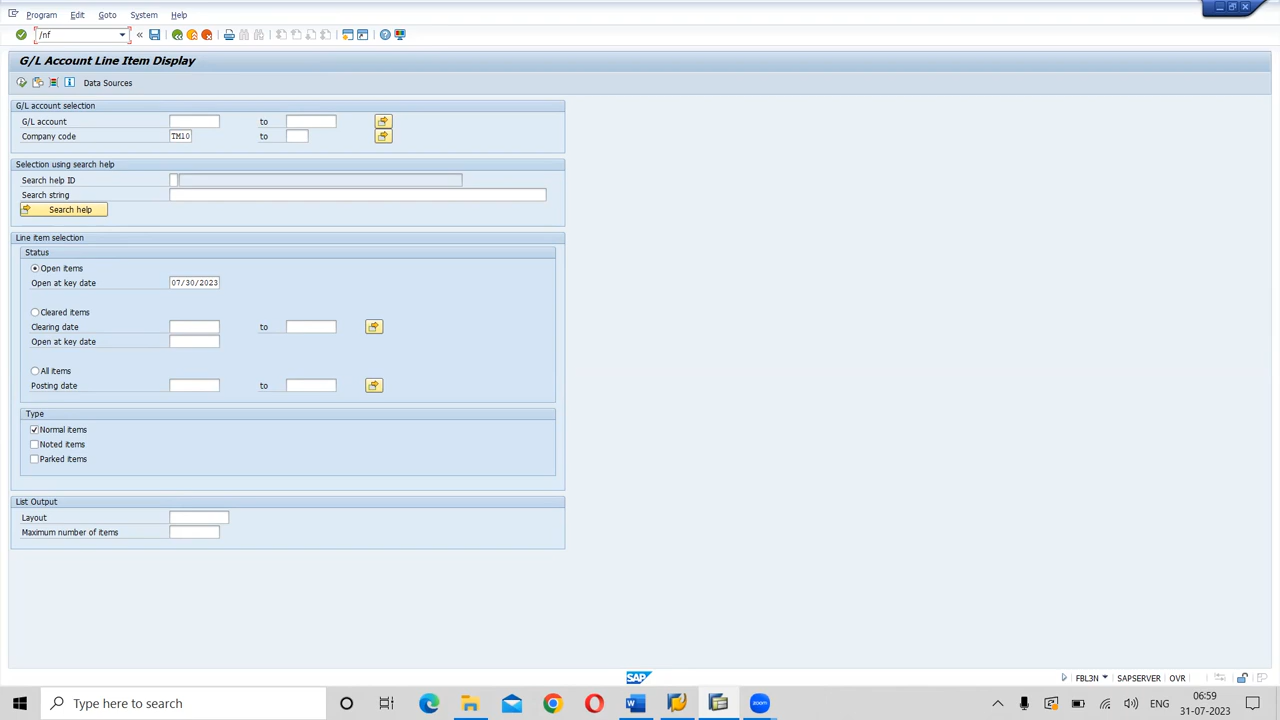 Program Edit Goto System Help
/nf
G/L Account Line Item Display
Data Sources
G/L account selection
G/L account to
Company code TM10 to
Selection using search help
Search help ID
Search string
Search help
Line item selection
Status
Open items
Open at key date 07/30/2023
Cleared items
Clearing date to
Open at key date
All items
Posting date to
Type
Normal items
Noted items
Parked items
List Output
Layout
Maximum number of items
SAP FBL3N SAPSERVER OVR
Type here to search W zoom ENG 06:59
31-07-2023